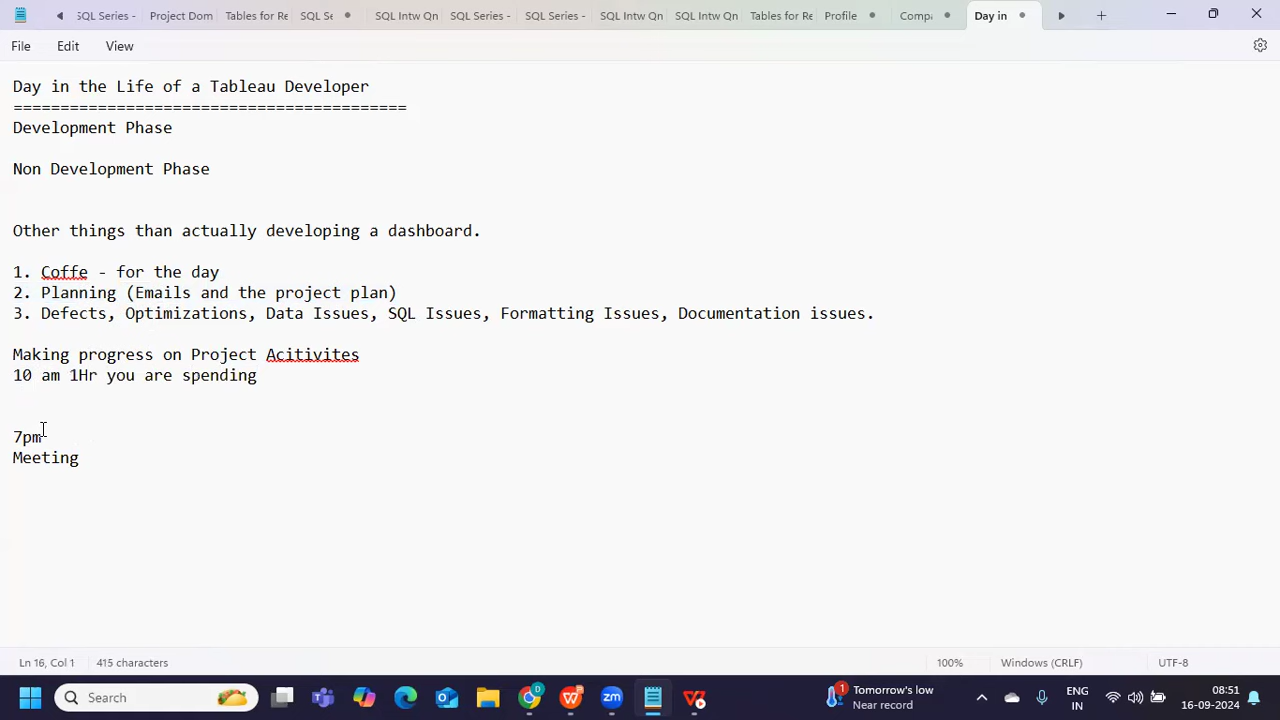 SQL Series -
Project Dom
Tables for Re
SQL Se
SQL Intw Qn
SQL Series -
SQL Series -
SQL Intw Qn
SQL Intw Qn
Tables for Re
Profile
Comp
Day in
File Edit View
Day in the Life of a Tableau Developer
==========================================
Development Phase
Non Development Phase
Other things than actually developing a dashboard.
1. Coffe - for the day
2. Planning (Emails and the project plan)
3. Defects, Optimizations, Data Issues, SQL Issues, Formatting Issues, Documentation issues.
Making progress on Project Acitivites
10 am 1Hr you are spending
7pm
Meeting
Ln 16, Col 1 415 characters 100% Windows (CRLF) UTF-8
Search
1
Tomorrow's low
Near record
ENG
IN
08:51
16-09-2024